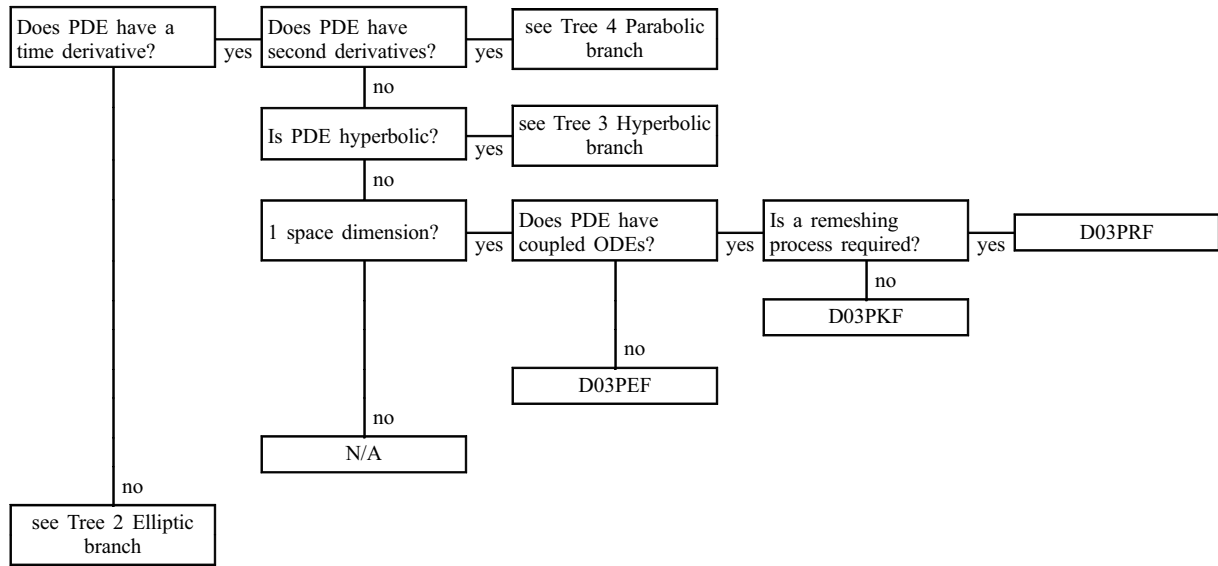 Does PDE have a
time derivative?
yes
Does PDE have
second derivatives?
yes
see Tree 4 Parabolic
branch
no
Is PDE hyperbolic?
yes
see Tree 3 Hyperbolic
branch
no
1 space dimension?
yes
Does PDE have
coupled ODEs?
yes
Is a remeshing
process required?
yes
D03PRF
no
D03PKF
no
D03PEF
no
N/A
no
see Tree 2 Elliptic
branch